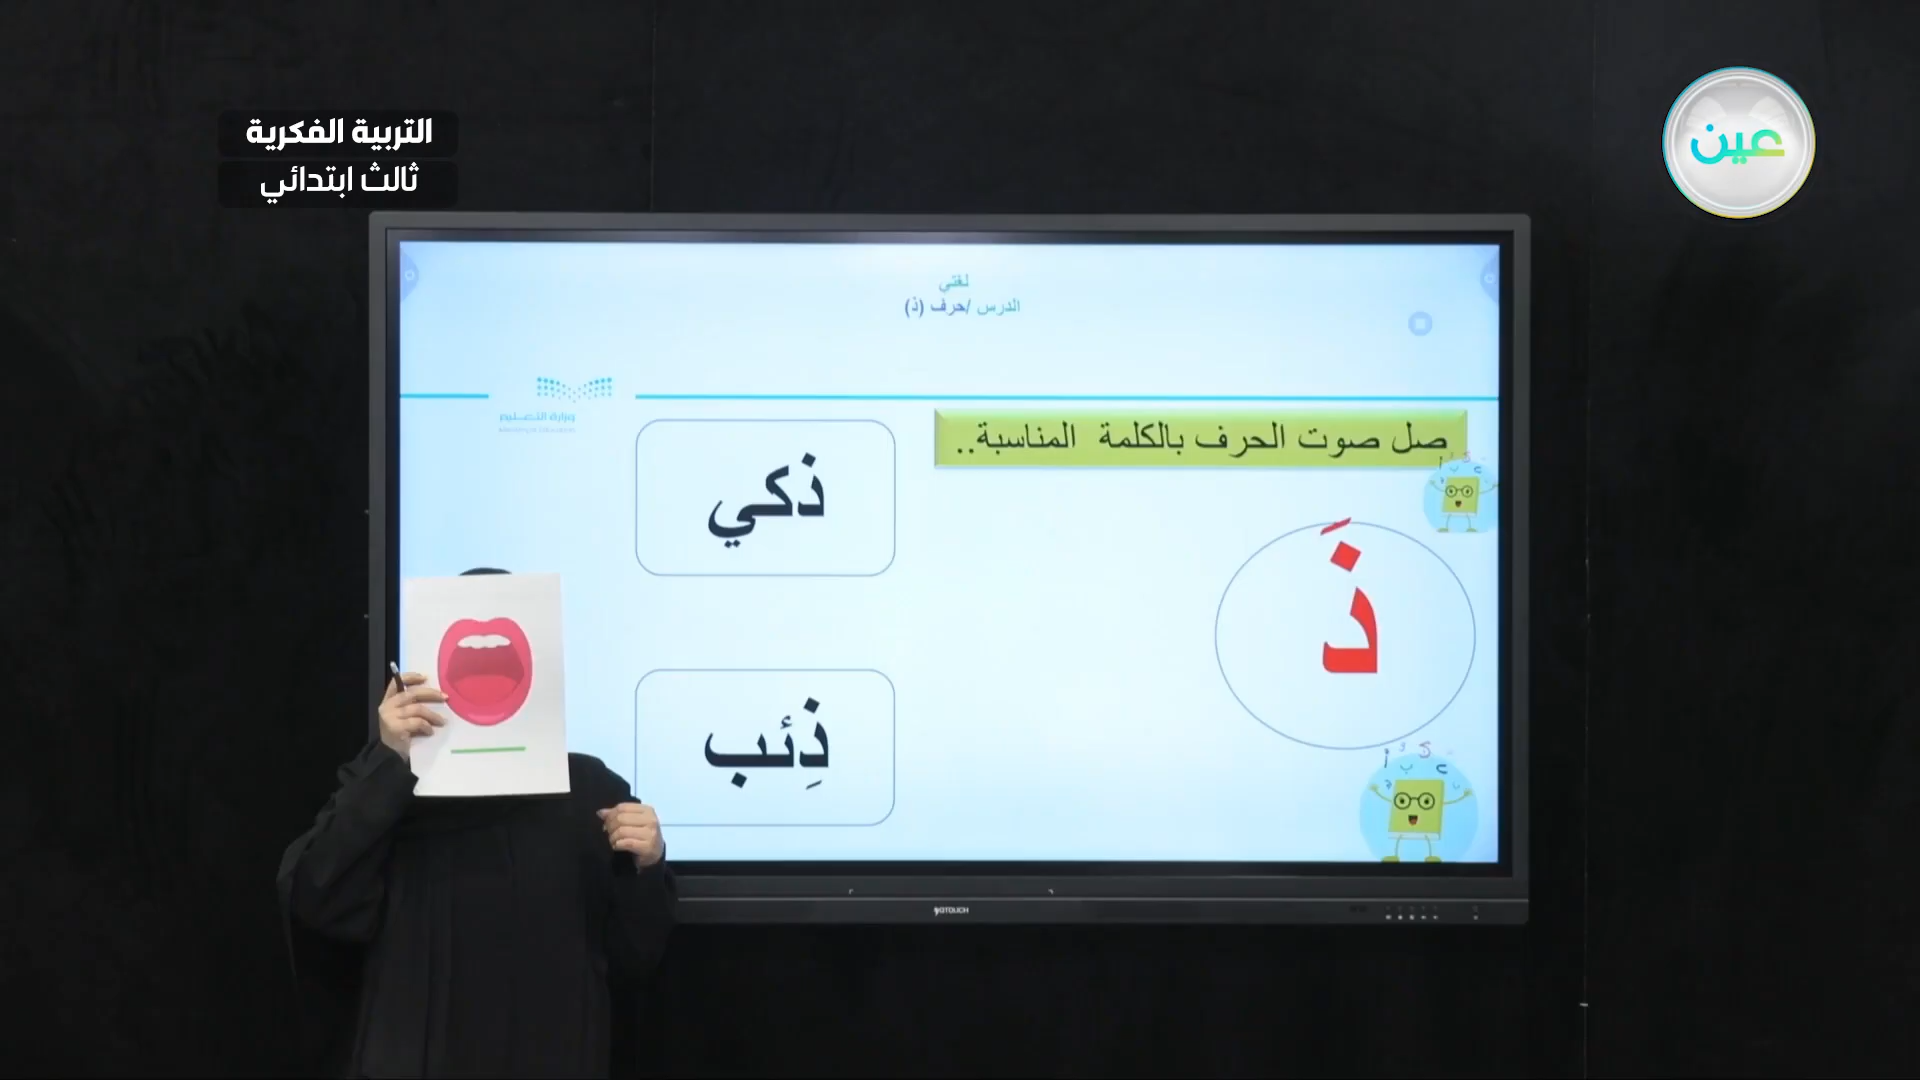 التربية الفكرية
ثالث ابتدائي
عين
لغتي
الدرس /حرف (ذ)
وزارة التعليم
صل صوت الحرف بالكلمة المناسبة..
ذكي
ذَ
ذِئب